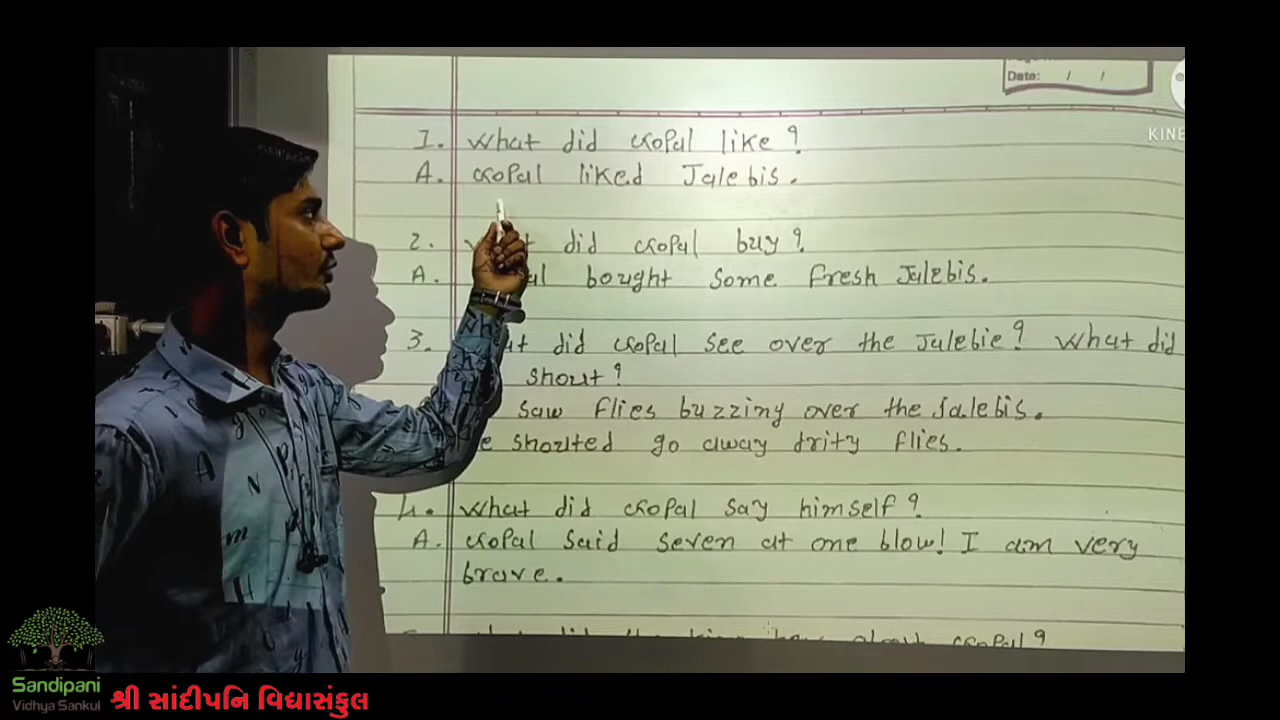 Date: / /
KINE
1. What did Gopal like?
A. Gopal liked Jalebis.
2. did Gopal buy?
A. bought some fresh Jalebis.
3. did Gopal see over the Jalebie? What did
shout?
saw flies buzzing over the Jalebis.
shouted go away drity flies.
4. What did Gopal say himself?
A. Gopal said seven at one blow! I am very
brave.
Gopal?
Sandipani
Vidhya Sankul
શ્રી સાંદીપનિ વિદ્યાસંકુલ